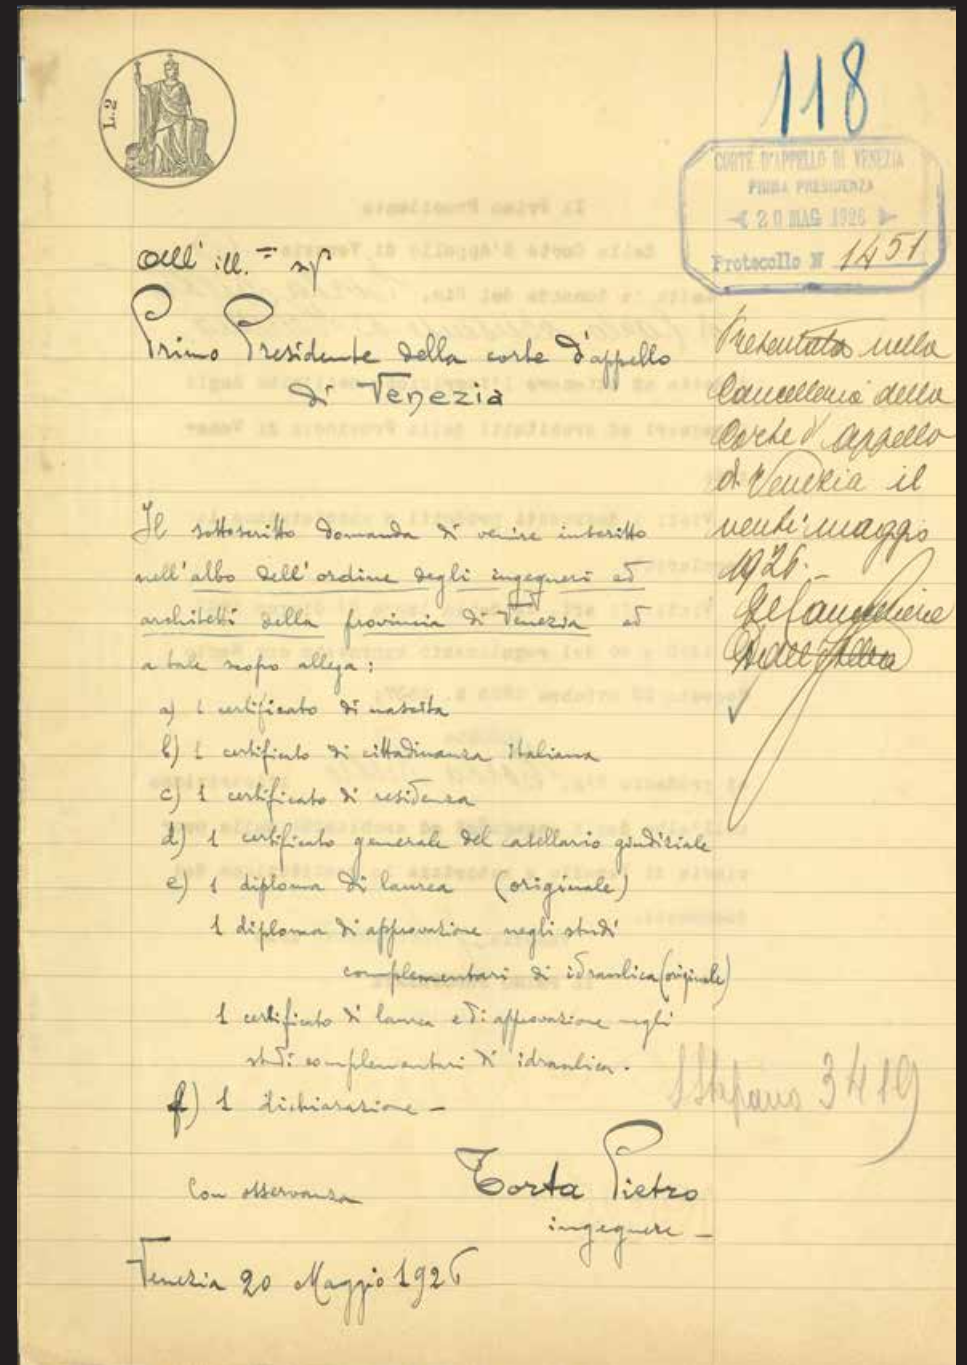 L. 2
118
CORTE D'APPELLO DI VENEZIA
PRIMA PRESIDENZA
20 MAG 1926
Protocollo N 1451
All' ill.= sig
Primo Presidente della corte d'appello
di Venezia
Presentato nella
Cancelleria della
Corte d'appello
di Venezia il
venti maggio
1926.-
Il Cancelliere
Il sottoscritto domanda di venire inscritto
nell'albo dell'ordine degli ingegneri ed
architetti della provincia di Venezia ed
a tale scopo allega:
a) 1 certificato di nascita
b) 1 certificato di cittadinanza italiana
c) 1 certificato di residenza
d) 1 certificato generale del casellario giudiziale
e) 1 diploma di laurea (originale)
1 diploma di approvazione negli studi
complementari di idraulica (originale)
1 certificato di laurea e di approvazione negli
studi complementari di idraulica.
f) 1 dichiarazione -
S Stefano 3419
Con osservanza
Torta Pietro
ingegnere -
Venezia 20 Maggio 1926